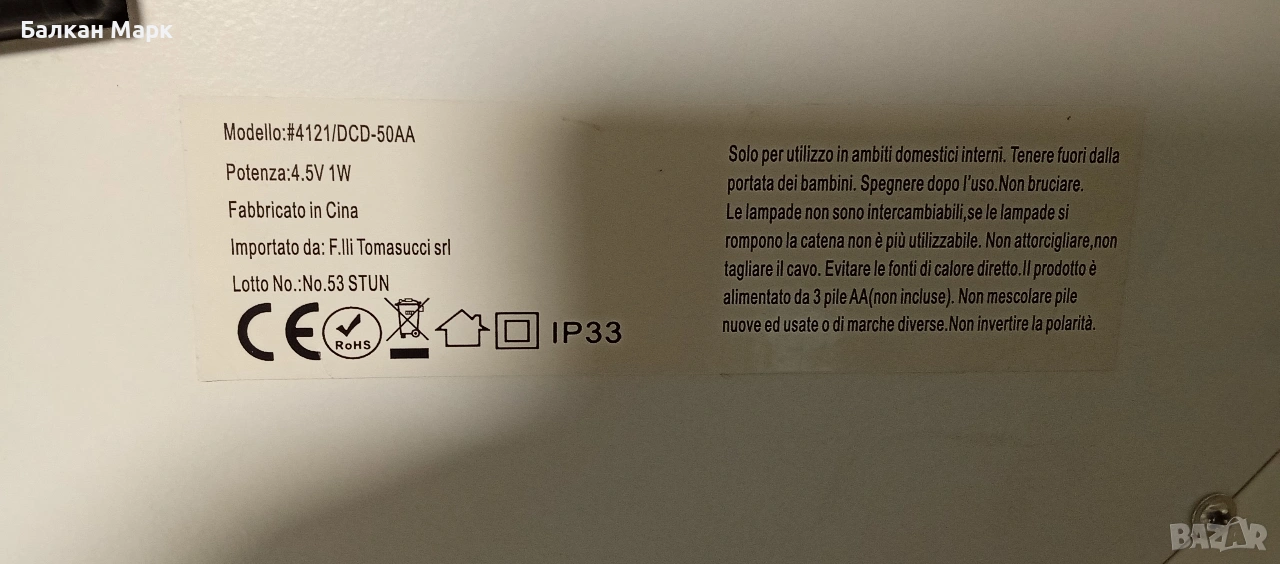 Балкан Марк
Modello:#4121/DCD-50AA
Potenza:4.5V 1W
Fabbricato in Cina
Importato da: F.lli Tomasucci srl
Lotto No.:No.53 STUN
CE RoHS IP33
Solo per utilizzo in ambiti domestici interni. Tenere fuori dalla
portata dei bambini. Spegnere dopo l'uso.Non bruciare.
Le lampade non sono intercambiabili,se le lampade si
rompono la catena non è più utilizzabile. Non attorcigliare,non
tagliare il cavo. Evitare le fonti di calore diretto.Il prodotto è
alimentato da 3 pile AA(non incluse). Non mescolare pile
nuove ed usate o di marche diverse.Non invertire la polarità.
BAZAR